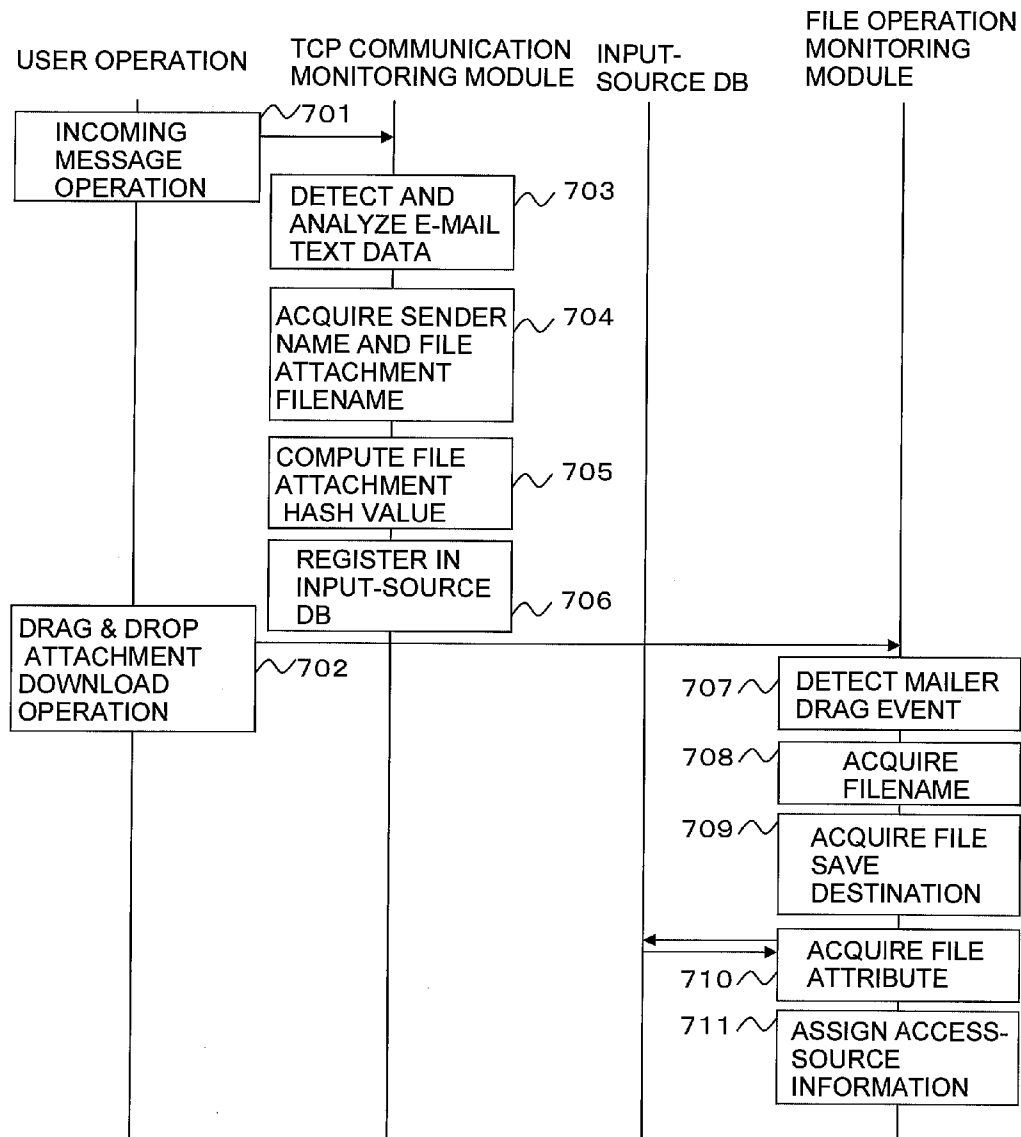 USER OPERATION
TCP COMMUNICATION
MONITORING MODULE
INPUT-
SOURCE DB
FILE OPERATION
MONITORING
MODULE
701
INCOMING
MESSAGE
OPERATION
703
DETECT AND
ANALYZE E-MAIL
TEXT DATA
704
ACQUIRE SENDER
NAME AND FILE
ATTACHMENT
FILENAME
705
COMPUTE FILE
ATTACHMENT
HASH VALUE
706
REGISTER IN
INPUT-SOURCE
DB
DRAG & DROP
ATTACHMENT
DOWNLOAD
OPERATION
702
707
DETECT MAILER
DRAG EVENT
708
ACQUIRE
FILENAME
709
ACQUIRE FILE
SAVE
DESTINATION
710
ACQUIRE FILE
ATTRIBUTE
711
ASSIGN ACCESS-
SOURCE
INFORMATION